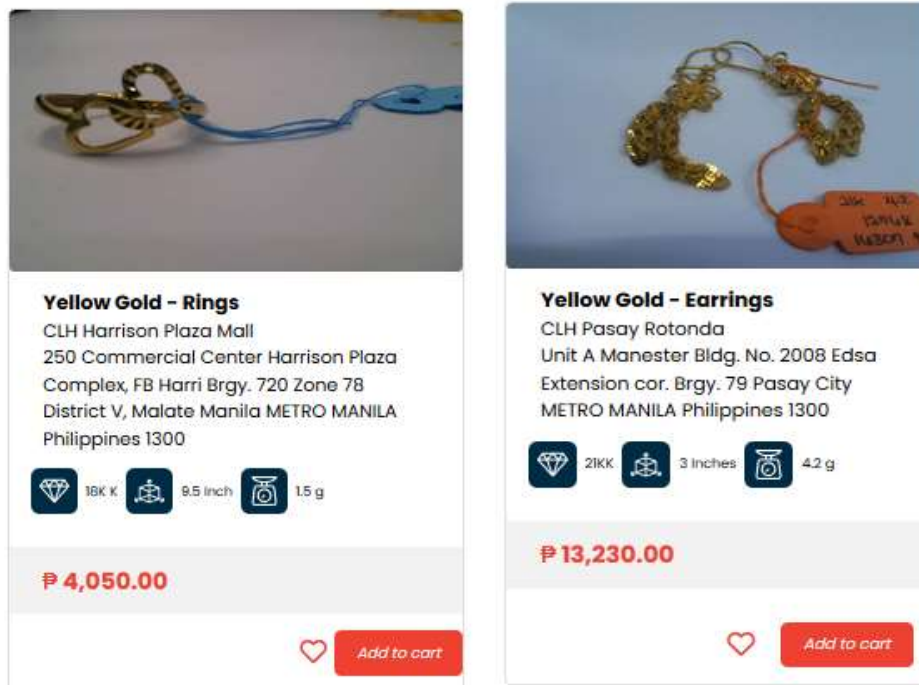 Yellow Gold - Rings
CLH Harrison Plaza Mall
250 Commercial Center Harrison Plaza
Complex, FB Harri Brgy. 720 Zone 78
District V, Malate Manila METRO MANILA
Philippines 1300
18K K 9.5 Inch 1.5 g
₱ 4,050.00
Add to cart
Yellow Gold - Earrings
CLH Pasay Rotonda
Unit A Manester Bldg. No. 2008 Edsa
Extension cor. Brgy. 79 Pasay City
METRO MANILA Philippines 1300
21KK 3 Inches 4.2 g
₱ 13,230.00
Add to cart